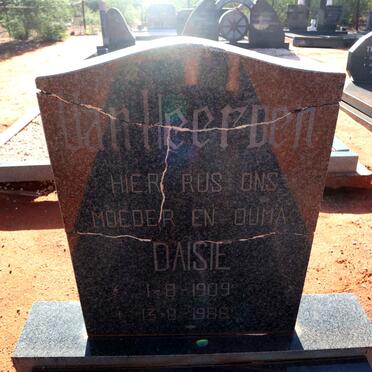 Van Heerden
HIER RUS ONS
MOEDER EN OUMA
DAISIE
1-8-1909
13-9-1988